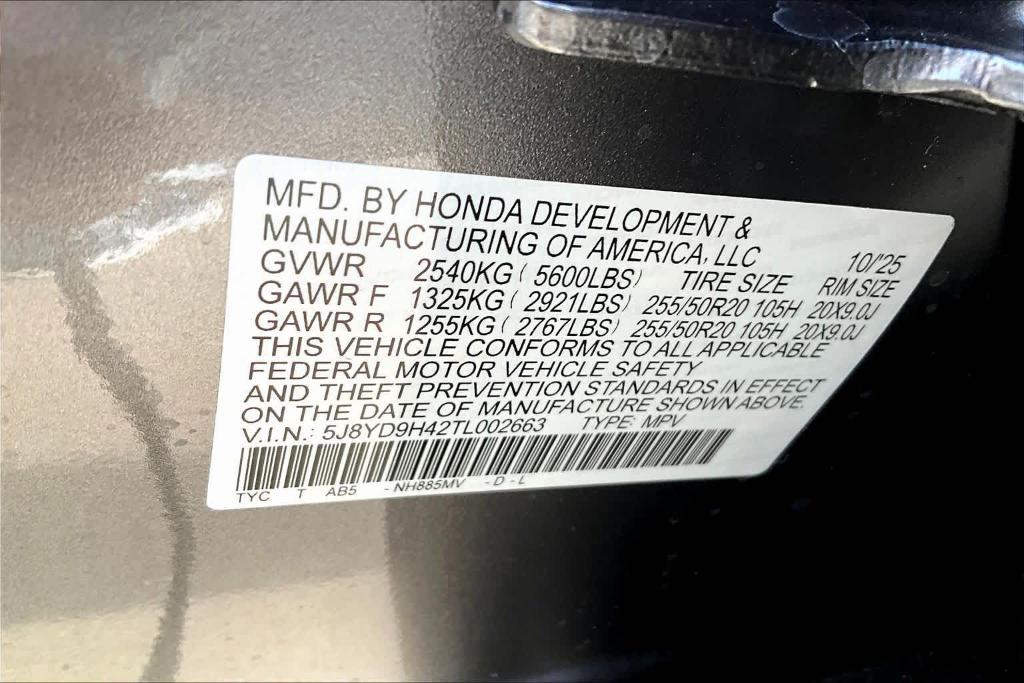 MFD. BY HONDA DEVELOPMENT &
MANUFACTURING OF AMERICA, LLC 10/'25
GVWR 2540KG ( 5600LBS) TIRE SIZE RIM SIZE
GAWR F 1325KG ( 2921LBS) 255/50R20 105H 20X9.0J
GAWR R 1255KG ( 2767LBS) 255/50R20 105H 20X9.0J
THIS VEHICLE CONFORMS TO ALL APPLICABLE
FEDERAL MOTOR VEHICLE SAFETY
AND THEFT PREVENTION STANDARDS IN EFFECT
ON THE DATE OF MANUFACTURE SHOWN ABOVE.
V.I.N.: 5J8YD9H42TL002663 TYPE: MPV
TYC T AB5 - NH885MV - D - L